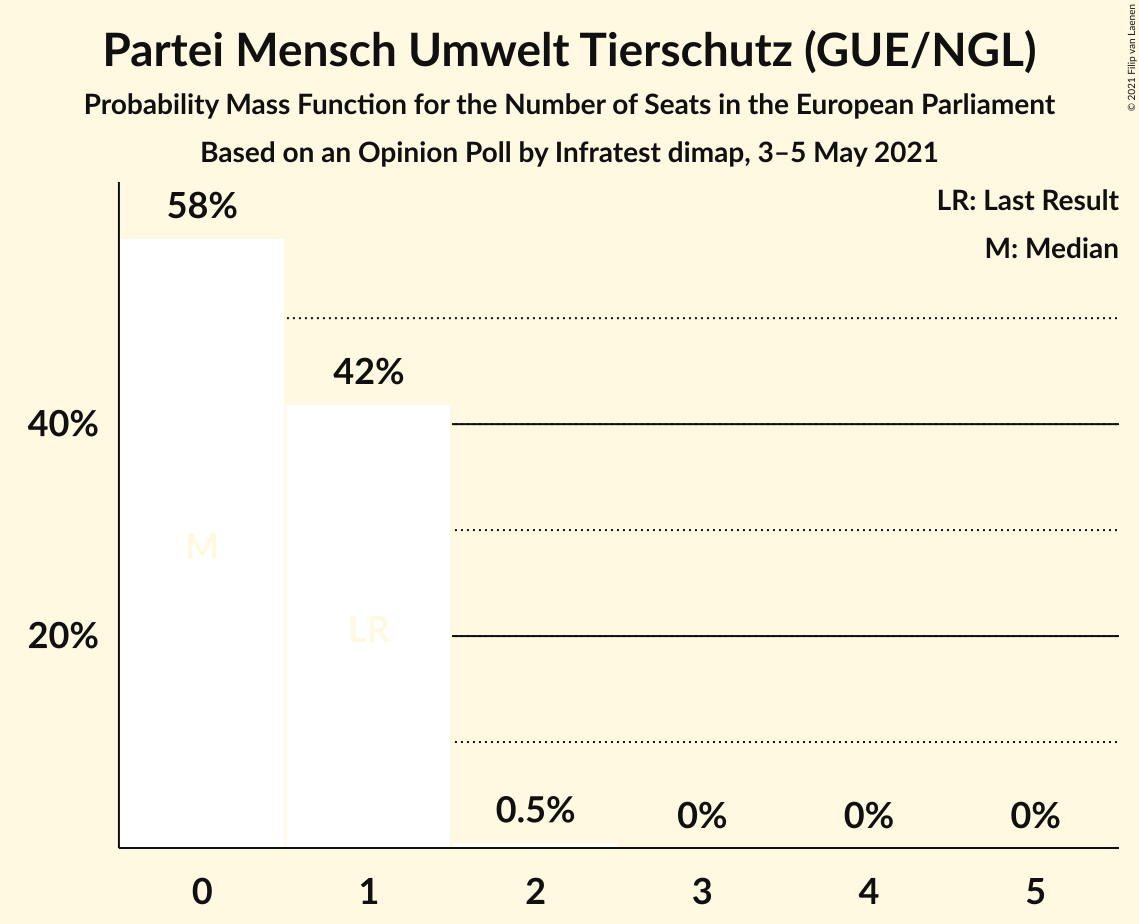 Partei Mensch Umwelt Tierschutz (GUE/NGL)
Probability Mass Function for the Number of Seats in the European Parliament
Based on an Opinion Poll by Infratest dimap, 3–5 May 2021
© 2021 Filip van Laenen
LR: Last Result
M: Median
58%
42%
40%
M
LR
20%
0.5%
0%
0%
0%
0
1
2
3
4
5